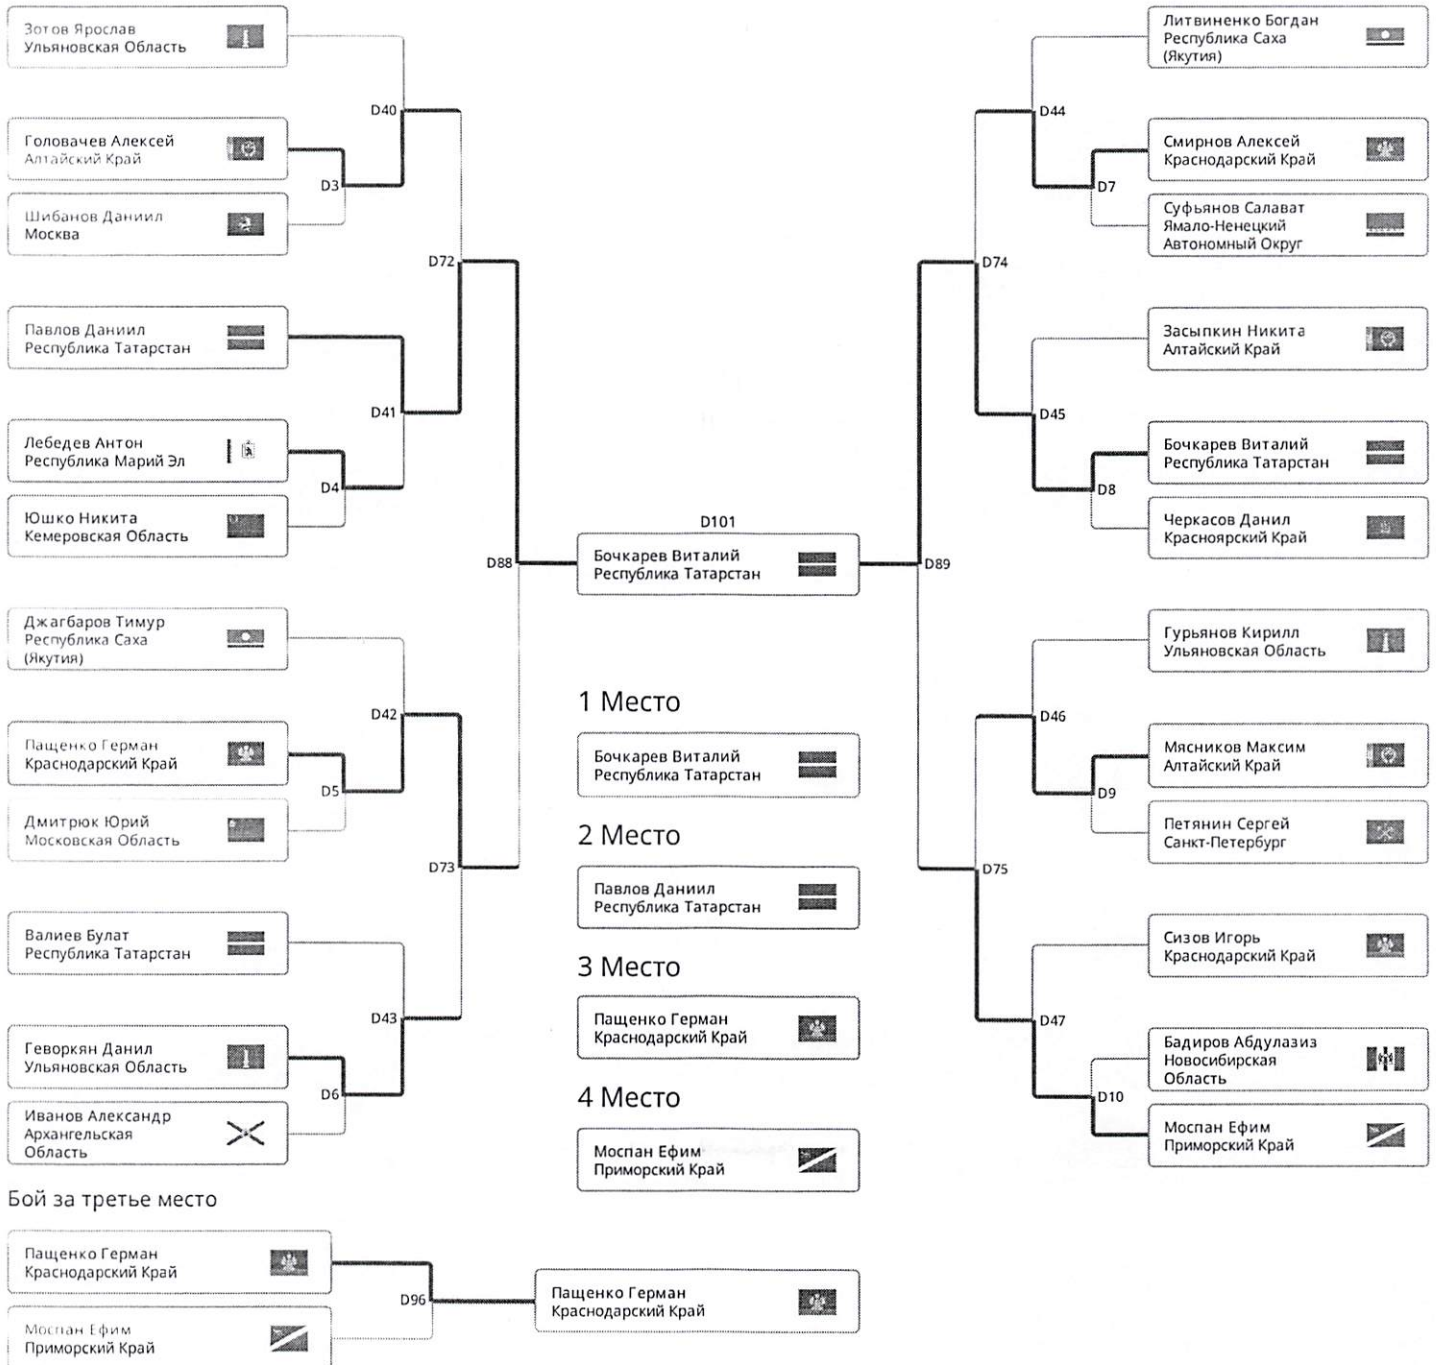 Зотов Ярослав
Ульяновская Область
D40
Головачев Алексей
Алтайский Край
D3
Шибанов Даниил
Москва
D72
Павлов Даниил
Республика Татарстан
D41
Лебедев Антон
Республика Марий Эл
D4
Юшко Никита
Кемеровская Область
D88
Джагбаров Тимур
Республика Саха
(Якутия)
D42
Пащенко Герман
Краснодарский Край
D5
Дмитрюк Юрий
Московская Область
D73
Валиев Булат
Республика Татарстан
D43
Геворкян Данил
Ульяновская Область
D6
Иванов Александр
Архангельская
Область
D101
Бочкарев Виталий
Республика Татарстан
1 Место
Бочкарев Виталий
Республика Татарстан
2 Место
Павлов Даниил
Республика Татарстан
3 Место
Пащенко Герман
Краснодарский Край
4 Место
Моспан Ефим
Приморский Край
Литвиненко Богдан
Республика Саха
(Якутия)
D44
Смирнов Алексей
Краснодарский Край
D7
Суфьянов Салават
Ямало-Ненецкий
Автономный Округ
D74
Засыпкин Никита
Алтайский Край
D45
Бочкарев Виталий
Республика Татарстан
D8
Черкасов Данил
Красноярский Край
D89
Гурьянов Кирилл
Ульяновская Область
D46
Мясников Максим
Алтайский Край
D9
Петянин Сергей
Санкт-Петербург
D75
Сизов Игорь
Краснодарский Край
D47
Бадиров Абдулазиз
Новосибирская
Область
D10
Моспан Ефим
Приморский Край
Бой за третье место
Пащенко Герман
Краснодарский Край
D96
Моспан Ефим
Приморский Край
Пащенко Герман
Краснодарский Край